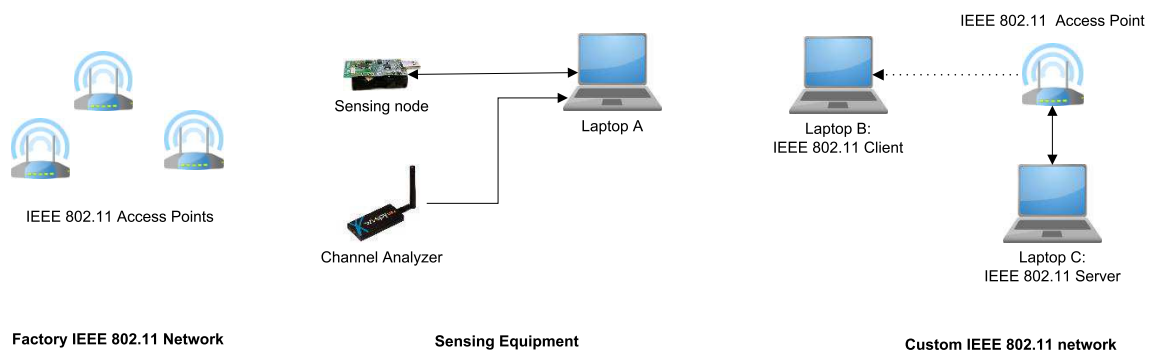 IEEE 802.11 Access Points
Factory IEEE 802.11 Network
Sensing node
Laptop A
Channel Analyzer
Sensing Equipment
IEEE 802.11 Access Point
Laptop B:
IEEE 802.11 Client
Laptop C:
IEEE 802.11 Server
Custom IEEE 802.11 network